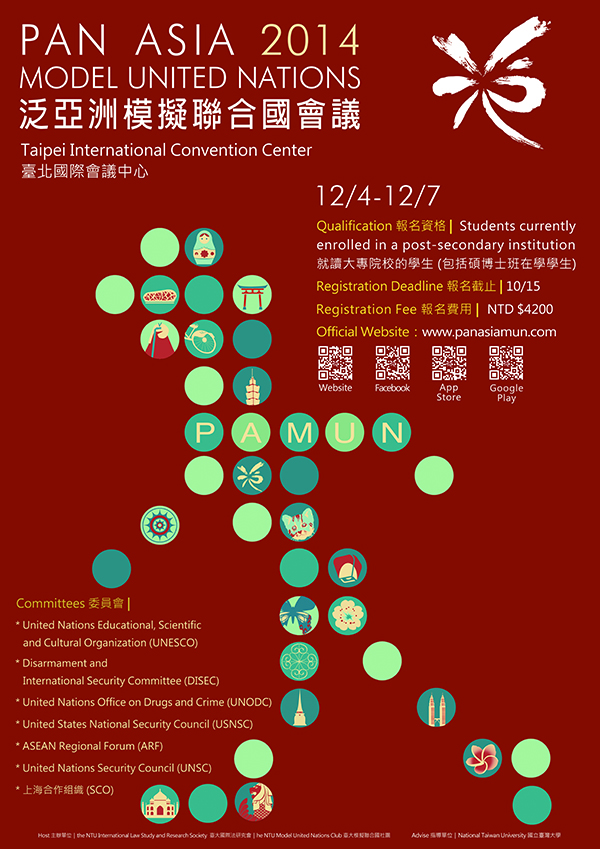 PAN ASIA 2014
MODEL UNITED NATIONS
泛亞洲模擬聯合國會議
Taipei International Convention Center
臺北國際會議中心
12/4-12/7
Qualification 報名資格 | Students currently
enrolled in a post-secondary institution
就讀大專院校的學生 (包括碩博士班在學學生)
Registration Deadline 報名截止 | 10/15
Registration Fee 報名費用 | NTD $4200
Official Website：www.panasiamun.com
Website Facebook App Store Google Play
PAMUN
Committees 委員會 |
* United Nations Educational, Scientific
and Cultural Organization (UNESCO)
* Disarmament and
International Security Committee (DISEC)
* United Nations Office on Drugs and Crime (UNODC)
* United States National Security Council (USNSC)
* ASEAN Regional Forum (ARF)
* United Nations Security Council (UNSC)
* 上海合作組織 (SCO)
Host 主辦單位 | the NTU International Law Study and Research Society 臺大國際法研究會 | he NTU Model United Nations Club 臺大模擬聯合國社團 Advise 指導單位 | National Taiwan University 國立臺灣大學